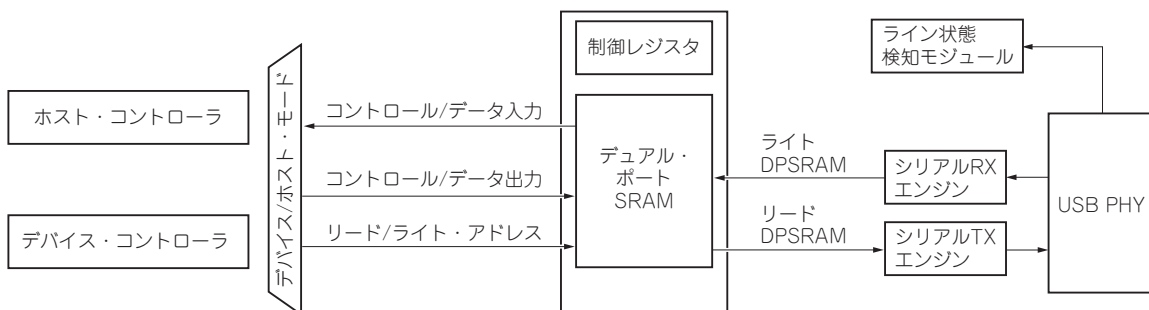 制御レジスタ
ライン状態
検知モジュール
ホスト・コントローラ
デバイス/ホスト・モード
コントロール/データ入力
デュアル・
ポート
SRAM
ライト
DPSRAM
シリアルRX
エンジン
USB PHY
コントロール/データ出力
デバイス・コントローラ
リード/ライト・アドレス
リード
DPSRAM
シリアルTX
エンジン